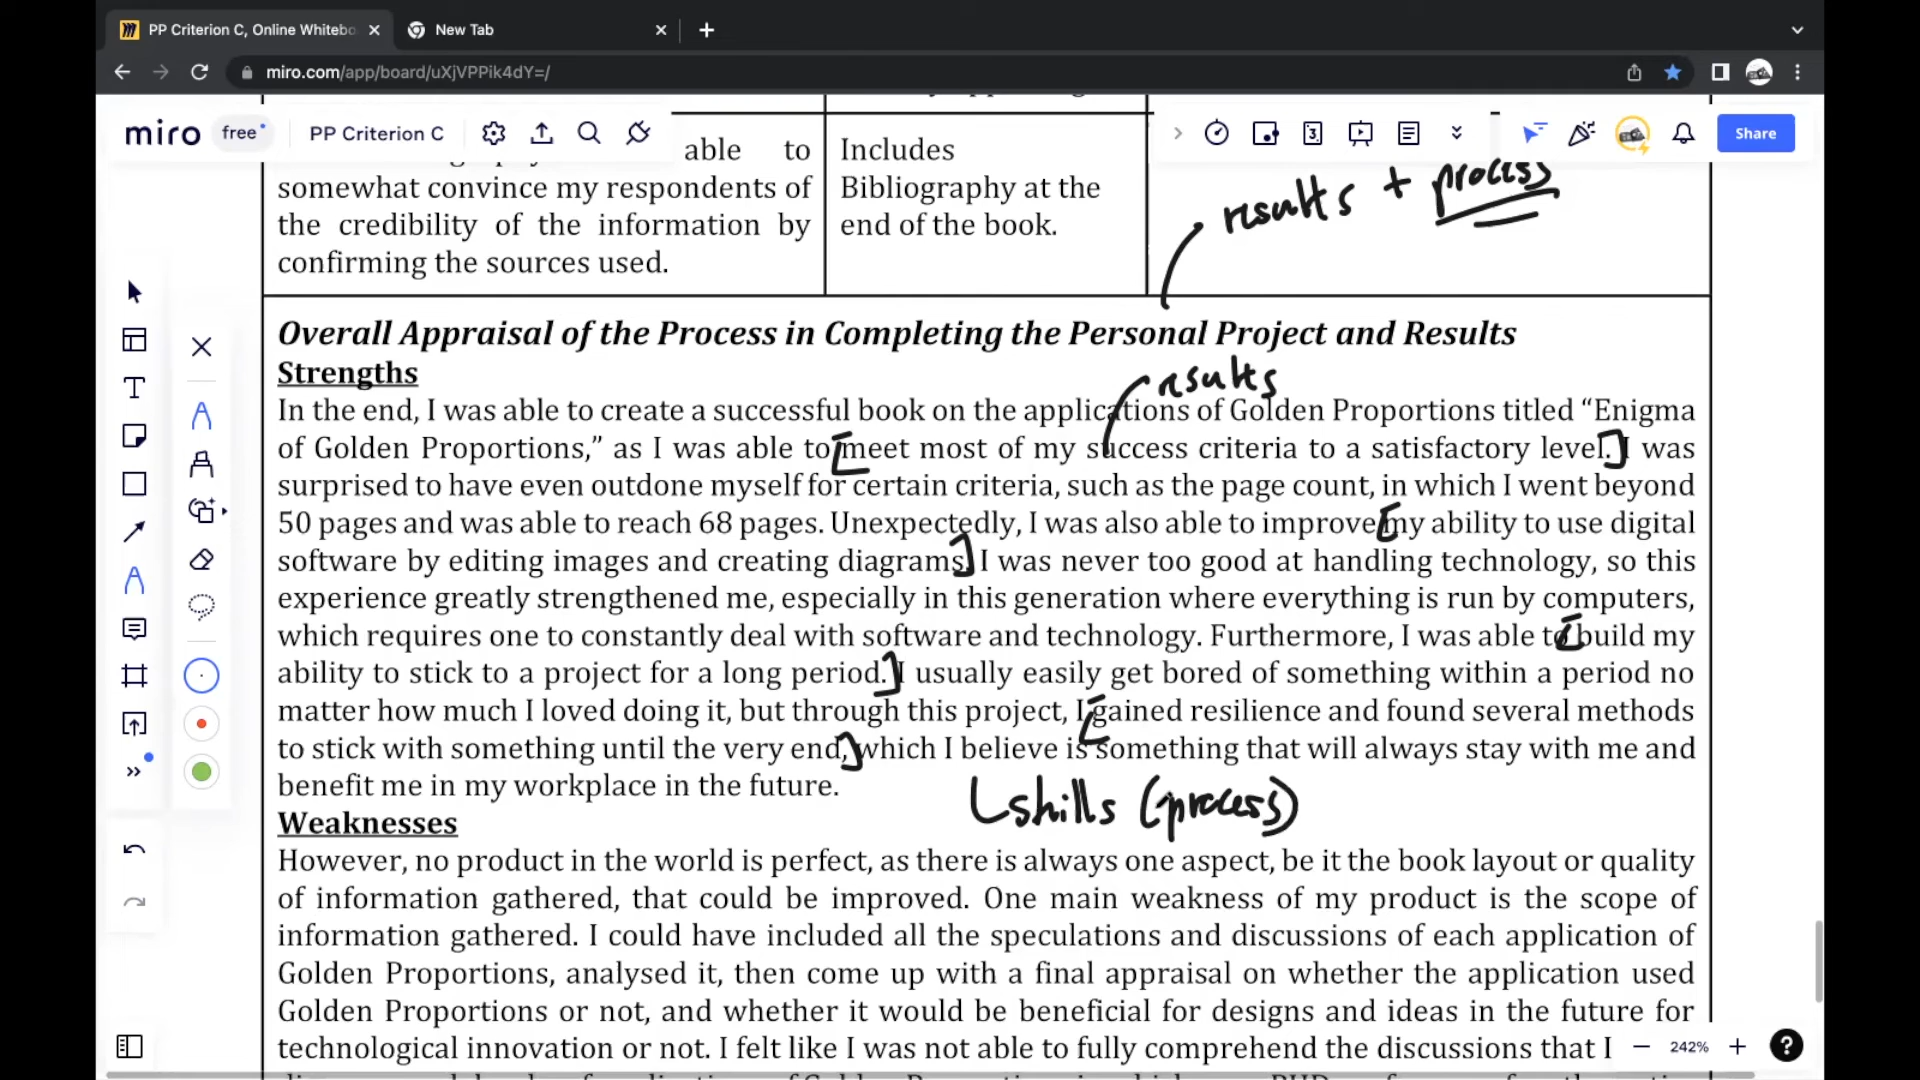 PP Criterion C, Online Whitebo
New Tab
miro.com/app/board/uXjVPPik4dY=/
miro free PP Criterion C
3
Share
able to
somewhat convince my respondents of
the credibility of the information by
confirming the sources used.
Includes
Bibliography at the
end of the book.
results + process
Overall Appraisal of the Process in Completing the Personal Project and Results
Strengths
results
In the end, I was able to create a successful book on the applications of Golden Proportions titled “Enigma
of Golden Proportions,” as I was able to [meet most of my success criteria to a satisfactory level.] I was
surprised to have even outdone myself for certain criteria, such as the page count, in which I went beyond
50 pages and was able to reach 68 pages. Unexpectedly, I was also able to improve [my ability to use digital
software by editing images and creating diagrams.] I was never too good at handling technology, so this
experience greatly strengthened me, especially in this generation where everything is run by computers,
which requires one to constantly deal with software and technology. Furthermore, I was able to [build my
ability to stick to a project for a long period.] I usually easily get bored of something within a period no
matter how much I loved doing it, but through this project, I [gained resilience and found several methods
to stick with something until the very end,] which I believe is something that will always stay with me and
benefit me in my workplace in the future.
skills (process)
Weaknesses
However, no product in the world is perfect, as there is always one aspect, be it the book layout or quality
of information gathered, that could be improved. One main weakness of my product is the scope of
information gathered. I could have included all the speculations and discussions of each application of
Golden Proportions, analysed it, then come up with a final appraisal on whether the application used
Golden Proportions or not, and whether it would be beneficial for designs and ideas in the future for
technological innovation or not. I felt like I was not able to fully comprehend the discussions that I
242%